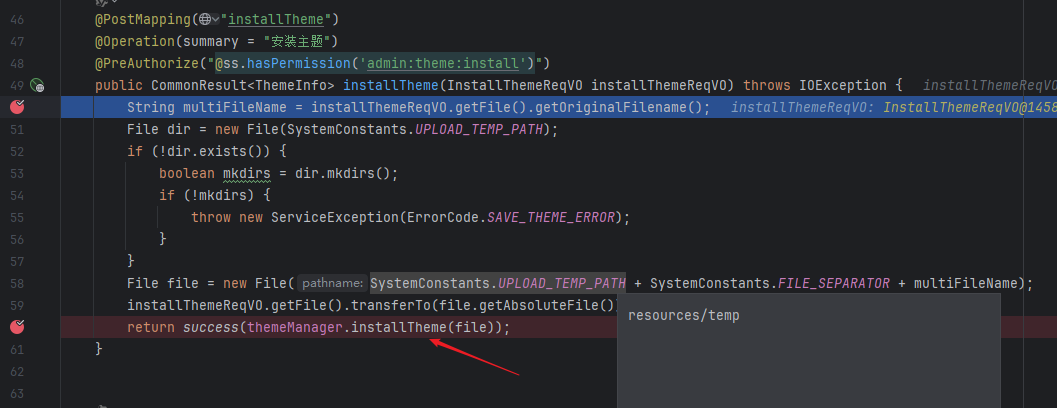 46 @PostMapping("installTheme")
47 @Operation(summary = "安装主题")
48 @PreAuthorize("@ss.hasPermission('admin:theme:install')")
49 public CommonResult<ThemeInfo> installTheme(InstallThemeReqVO installThemeReqVO) throws IOException { installThemeReqVO
String multiFileName = installThemeReqVO.getFile().getOriginalFilename(); installThemeReqVO: InstallThemeReqVO@1458
51 File dir = new File(SystemConstants.UPLOAD_TEMP_PATH);
52 if (!dir.exists()) {
53 boolean mkdirs = dir.mkdirs();
54 if (!mkdirs) {
55 throw new ServiceException(ErrorCode.SAVE_THEME_ERROR);
56 }
57 }
58 File file = new File( pathname: SystemConstants.UPLOAD_TEMP_PATH + SystemConstants.FILE_SEPARATOR + multiFileName);
59 installThemeReqVO.getFile().transferTo(file.getAbsoluteFile()
return success(themeManager.installTheme(file));
resources/temp
61 }
62
63